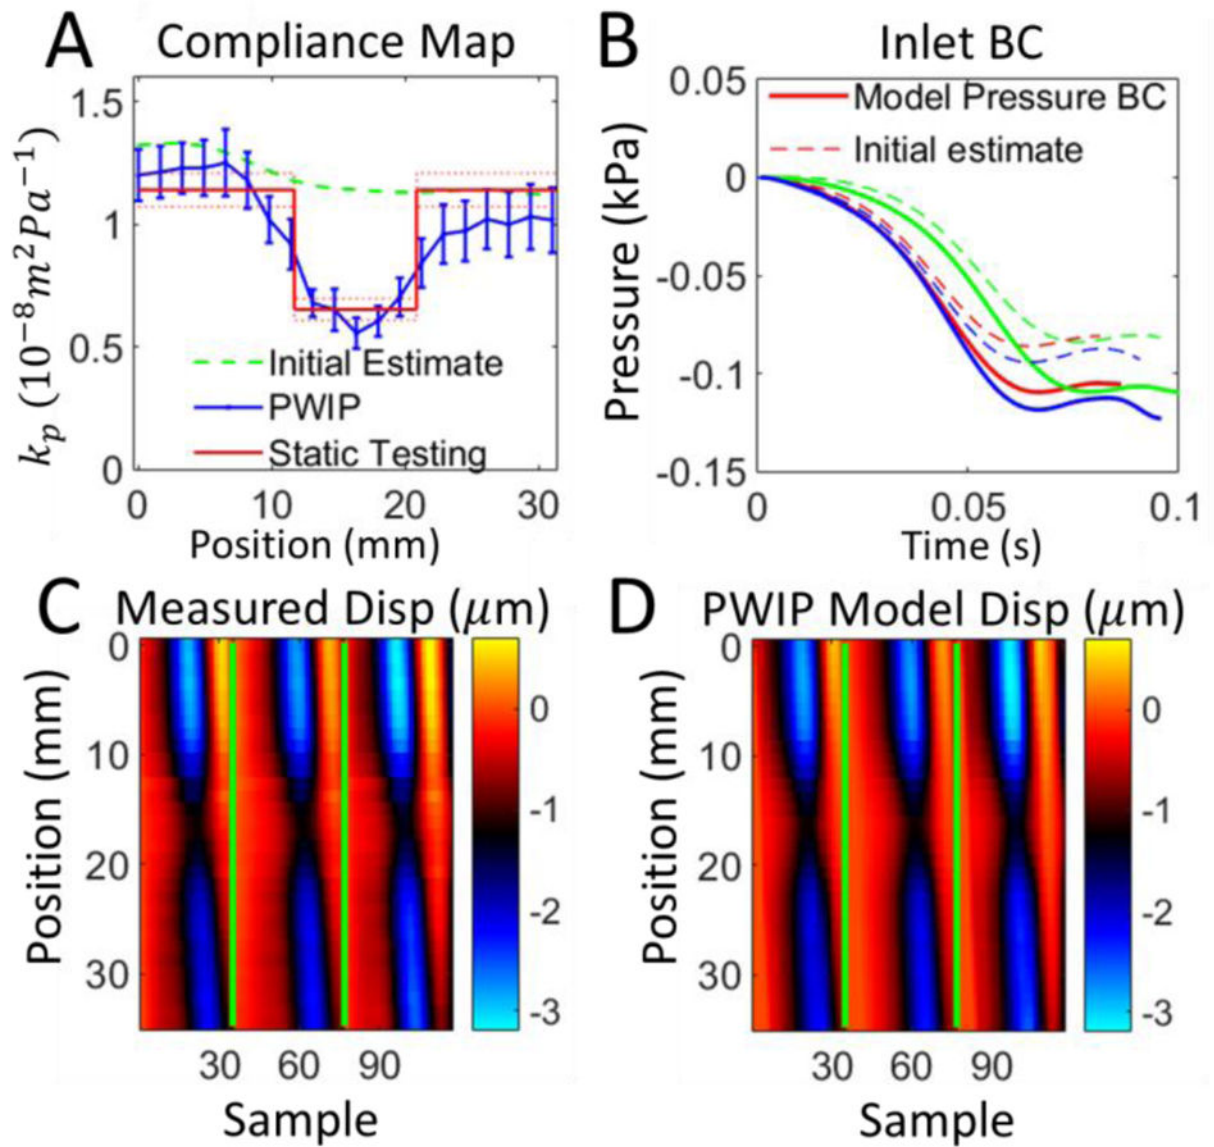 A Compliance Map
1.5
1
0.5
0
k_p (10^{-8} m^2 Pa^{-1})
Initial Estimate
PWIP
Static Testing
0 10 20 30
Position (mm)
B Inlet BC
0.05
0
-0.05
-0.1
-0.15
Pressure (kPa)
Model Pressure BC
Initial estimate
0 0.05 0.1
Time (s)
C Measured Disp (μm)
0
10
20
30
Position (mm)
0
-1
-2
-3
30 60 90
Sample
D PWIP Model Disp (μm)
0
10
20
30
Position (mm)
0
-1
-2
-3
30 60 90
Sample